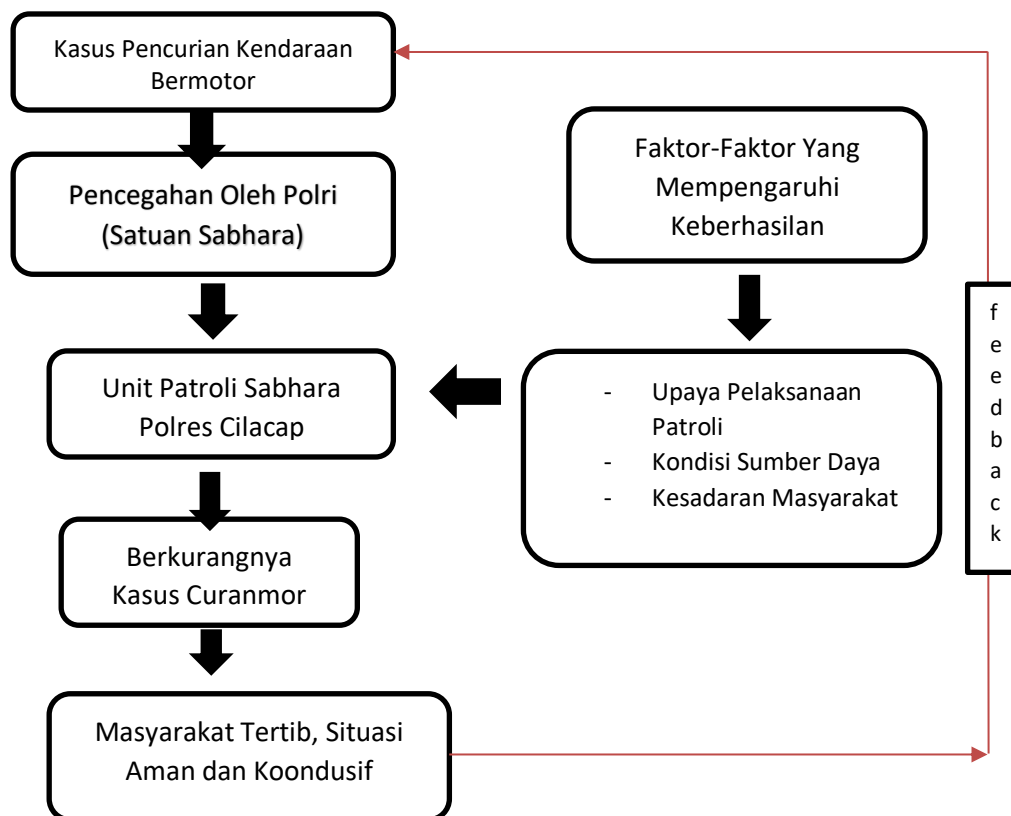 Kasus Pencurian Kendaraan
Bermotor
Pencegahan Oleh Polri
(Satuan Sabhara)
Unit Patroli Sabhara
Polres Cilacap
Berkurangnya
Kasus Curanmor
Masyarakat Tertib, Situasi
Aman dan Koondusif
Faktor-Faktor Yang
Mempengaruhi
Keberhasilan
- Upaya Pelaksanaan
Patroli
- Kondisi Sumber Daya
- Kesadaran Masyarakat
f
e
e
d
b
a
c
k